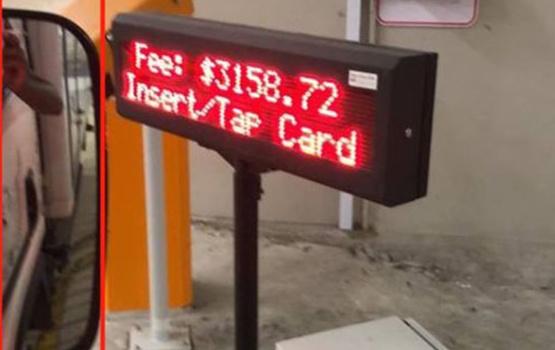 Fee: $3158.72
Insert/Tap Card